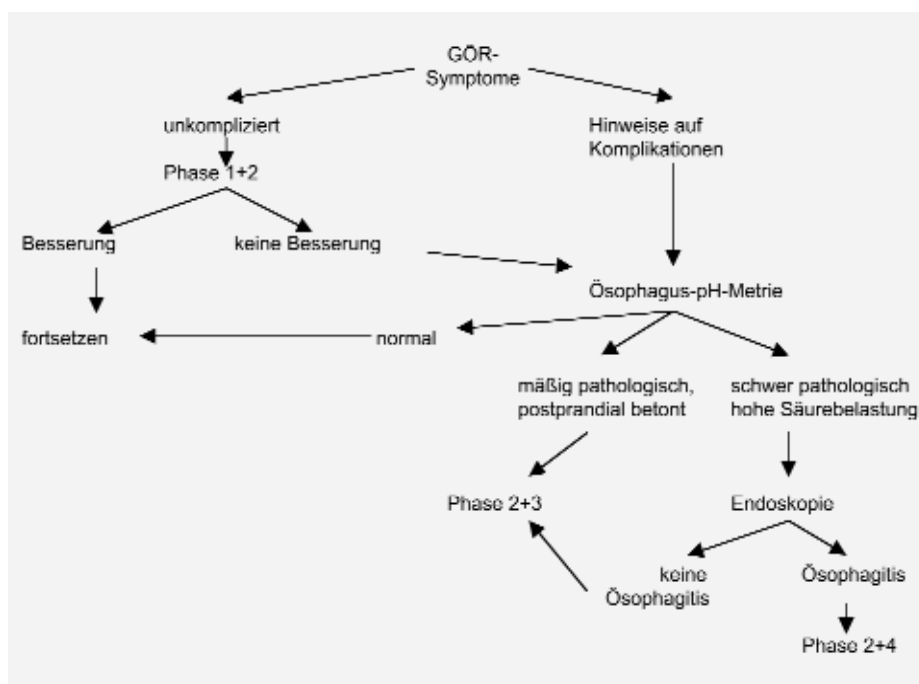 GÖR-
Symptome
unkompliziert
Hinweise auf
Komplikationen
Phase 1+2
Besserung
keine Besserung
Ösophagus-pH-Metrie
fortsetzen
normal
mäßig pathologisch,
postprandial betont
schwer pathologisch
hohe Säurebelastung
Phase 2+3
Endoskopie
keine
Ösophagitis
Ösophagitis
Phase 2+4